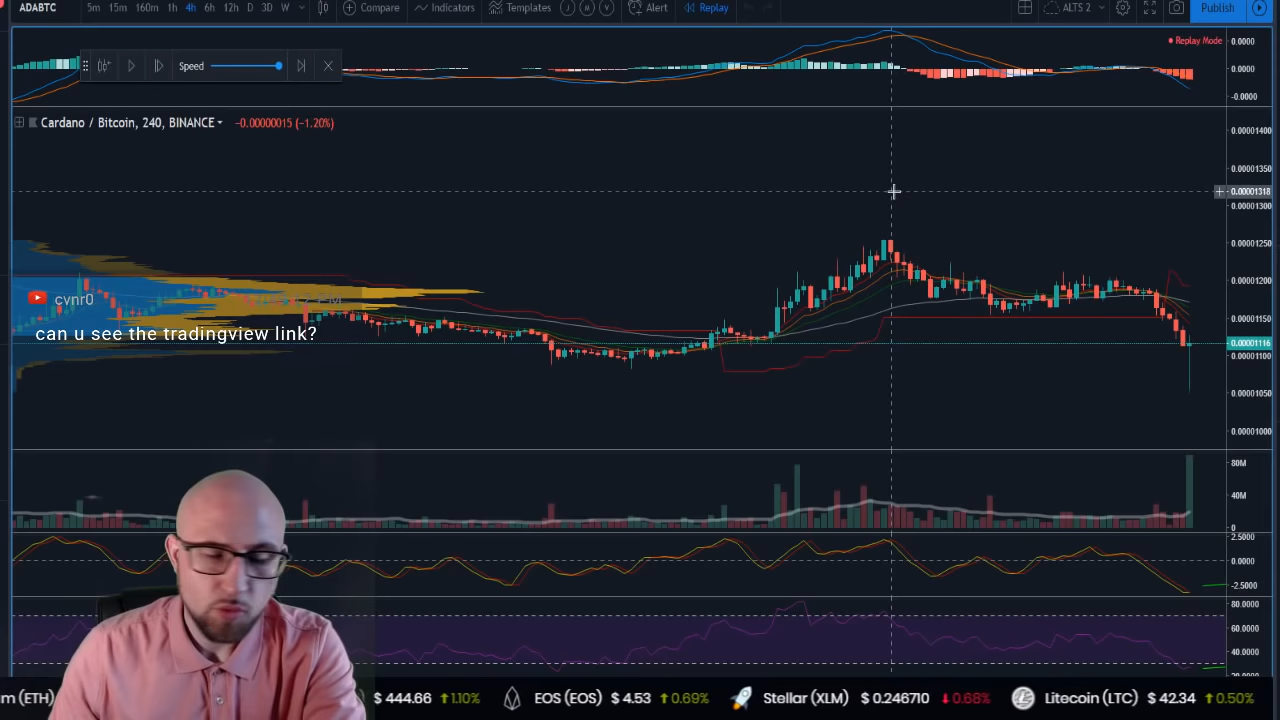 ADABTC 5m 15m 160m 1h 4h 6h 12h D 3D W Compare Indicators Templates Alert Replay ALTS 2 Publish
Replay Mode
Speed
0.0000
0.0000
-0.0000
Cardano / Bitcoin, 240, BINANCE -0.00000015 (-1.20%)
0.00001400
0.00001350
0.00001318
0.00001300
0.00001250
0.00001200
0.00001150
0.00001116
0.00001100
0.00001050
0.00001000
cvnr0
can u see the tradingview link?
80M
40M
0
2.5000
0.0000
-2.5000
80.0000
60.0000
40.0000
m (ETH) $ 444.66 1.10% EOS (EOS) $ 4.53 0.69% Stellar (XLM) $ 0.246710 0.68% Litecoin (LTC) $ 42.34 0.50%